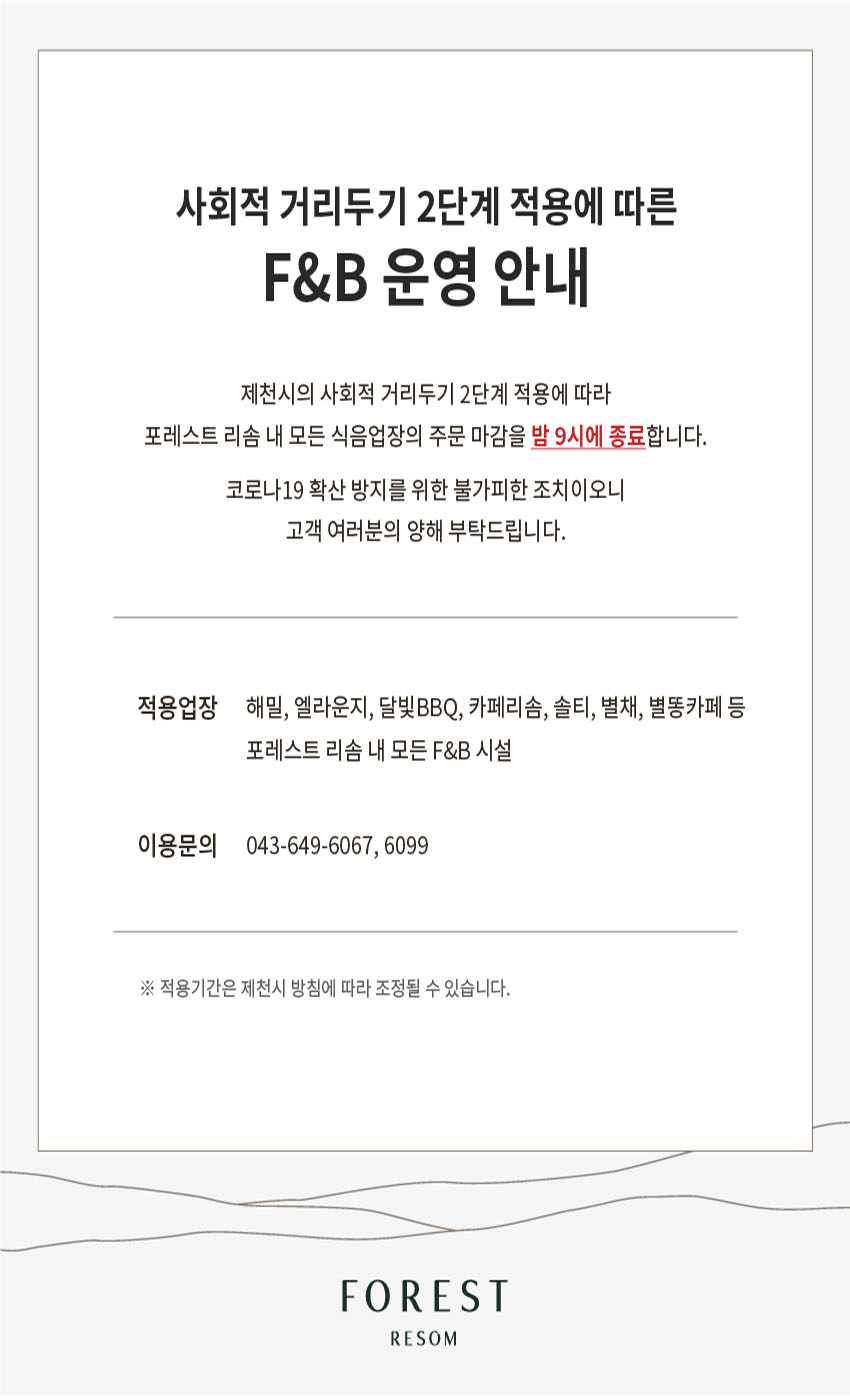 사회적 거리두기 2단계 적용에 따른
F&B 운영 안내
제천시의 사회적 거리두기 2단계 적용에 따라
포레스트 리솜 내 모든 식음업장의 주문 마감을 밤 9시에 종료합니다.
코로나19 확산 방지를 위한 불가피한 조치이오니
고객 여러분의 양해 부탁드립니다.
적용업장 해밀, 엘라운지, 달빛BBQ, 카페리솜, 솔티, 별채, 별똥카페 등
포레스트 리솜 내 모든 F&B 시설
이용문의 043-649-6067, 6099
※ 적용기간은 제천시 방침에 따라 조정될 수 있습니다.
FOREST
RESOM